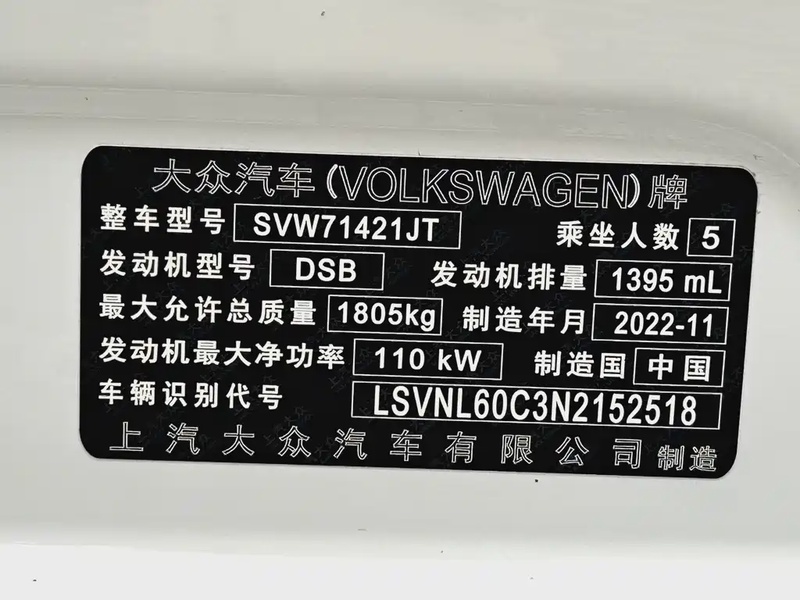 大众汽车(VOLKSWAGEN)牌
整车型号 SVW71421JT 乘坐人数 5
发动机型号 DSB 发动机排量 1395 mL
最大允许总质量 1805kg 制造年月 2022-11
发动机最大净功率 110 kW 制造国 中国
车辆识别代号 LSVNL60C3N2152518
上汽大众汽车有限公司 制造